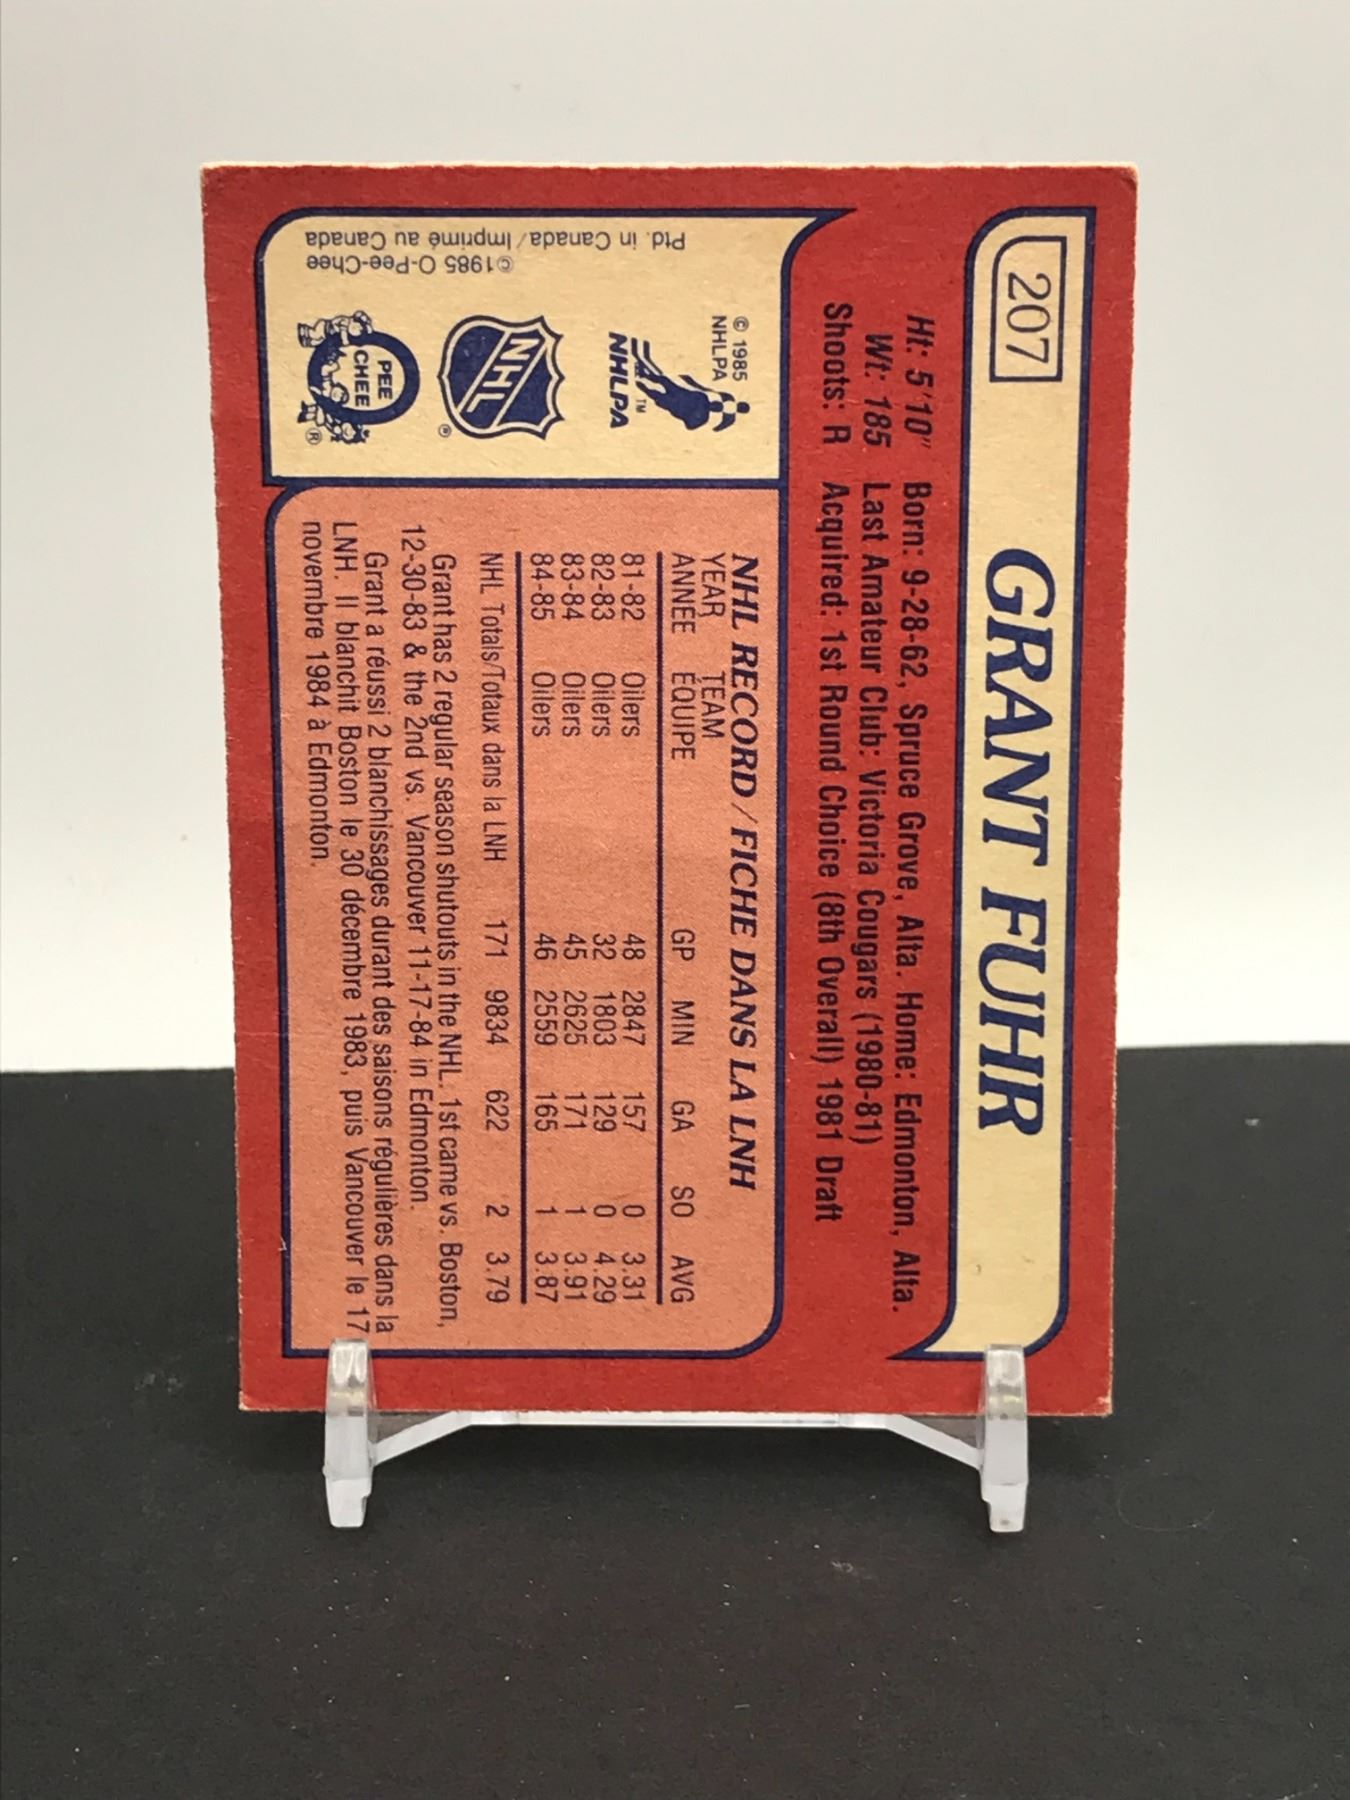 207
GRANT FUHR
Ht: 5'10" Born: 9-28-62, Spruce Grove, Alta. Home: Edmonton, Alta.
Wt: 185 Last Amateur Club: Victoria Cougars (1980-81)
Shoots: R Acquired: 1st Round Choice (8th Overall) 1981 Draft
© 1985
NHLPA
NHLPA™
NHL
®
PEE
CHEE
®
©1985 O-Pee-Chee
Ptd. in Canada/Imprimé au Canada
NHL RECORD/FICHE DANS LA LNH
YEAR TEAM
ANNÉE ÉQUIPE GP MIN GA SO AVG
81-82 Oilers 48 2847 157 0 3.31
82-83 Oilers 32 1803 129 0 4.29
83-84 Oilers 45 2625 171 1 3.91
84-85 Oilers 46 2559 165 1 3.87
NHL Totals/Totaux dans la LNH 171 9834 622 2 3.79
Grant has 2 regular season shutouts in the NHL. 1st came vs. Boston,
12-30-83 & the 2nd vs. Vancouver 11-17-84 in Edmonton.
Grant a réussi 2 blanchissages durant des saisons régulières dans la
LNH. Il blanchit Boston le 30 décembre 1983, puis Vancouver le 17
novembre 1984 à Edmonton.